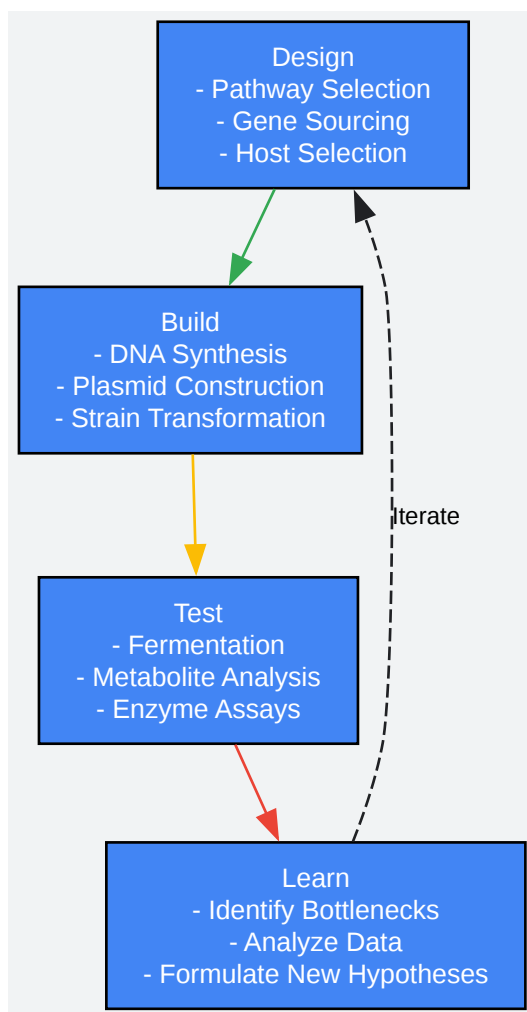 Design
- Pathway Selection
- Gene Sourcing
- Host Selection
Build
- DNA Synthesis
- Plasmid Construction
- Strain Transformation
Iterate
Test
- Fermentation
- Metabolite Analysis
- Enzyme Assays
Learn
- Identify Bottlenecks
- Analyze Data
- Formulate New Hypotheses